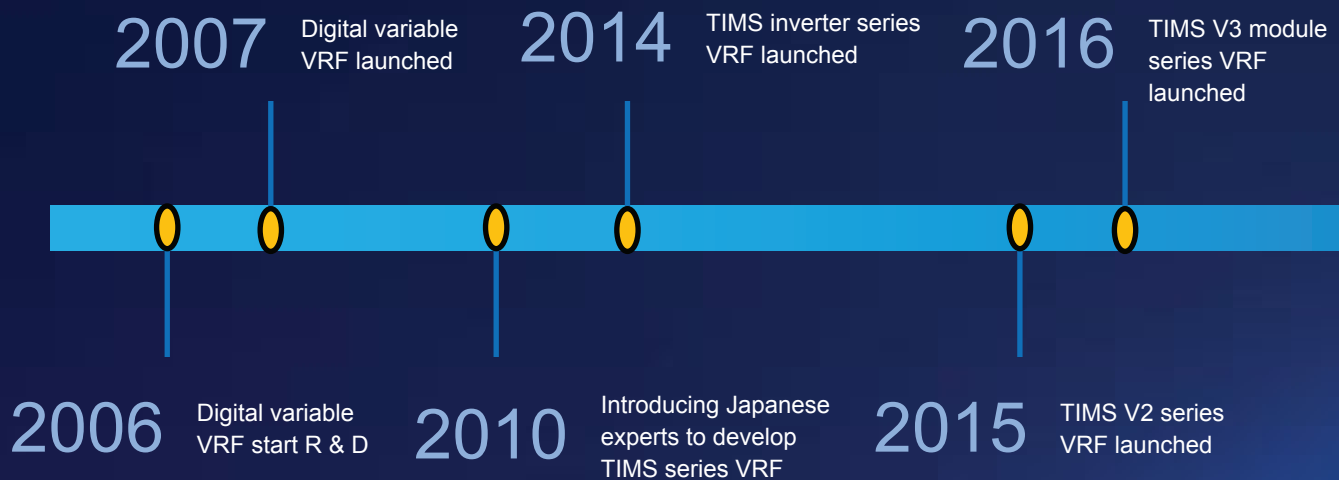 2007
Digital variable
VRF launched
2014
TIMS inverter series
VRF launched
2016
TIMS V3 module
series VRF
launched
2006
Digital variable
VRF start R & D
2010
Introducing Japanese
experts to develop
TIMS series VRF
2015
TIMS V2 series
VRF launched